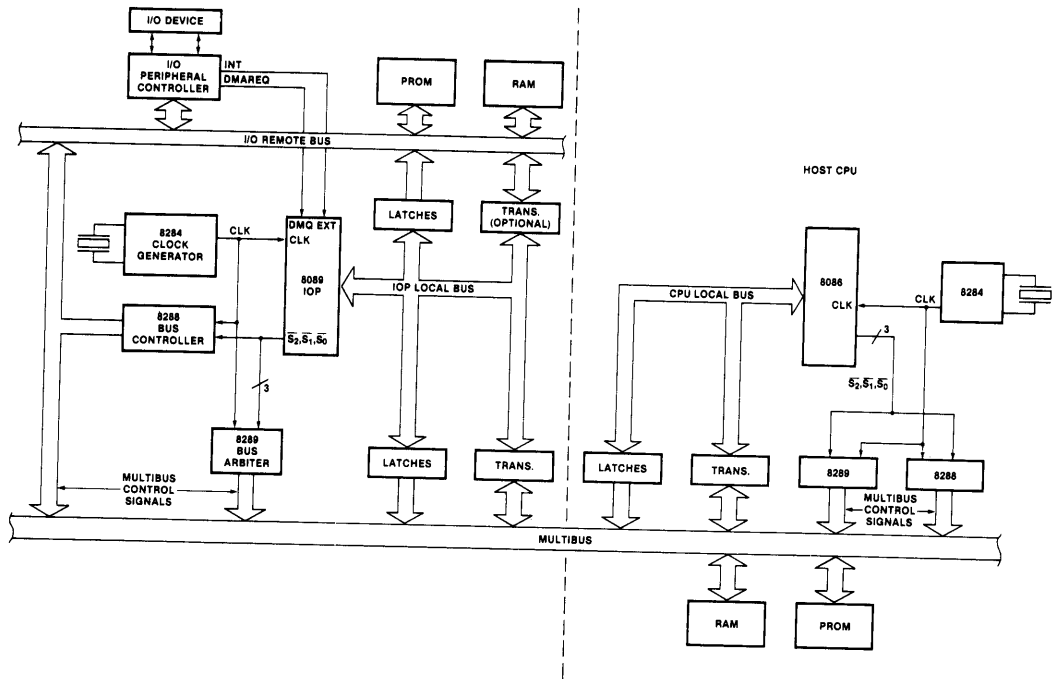 I/O DEVICE
I/O
PERIPHERAL
CONTROLLER
INT
DMAREQ
PROM
RAM
I/O REMOTE BUS
HOST CPU
8284
CLOCK
GENERATOR
CLK
DMQ EXT
CLK
8089
IOP
S̅2̅,S̅1̅,S̅0̅
LATCHES
TRANS.
(OPTIONAL)
IOP LOCAL BUS
8288
BUS
CONTROLLER
3
8289
BUS
ARBITER
MULTIBUS
CONTROL
SIGNALS
LATCHES
TRANS.
CPU LOCAL BUS
8086
CLK
CLK
8284
3
S̅2̅,S̅1̅,S̅0̅
LATCHES
TRANS.
8289
8288
MULTIBUS
CONTROL
SIGNALS
MULTIBUS
RAM
PROM